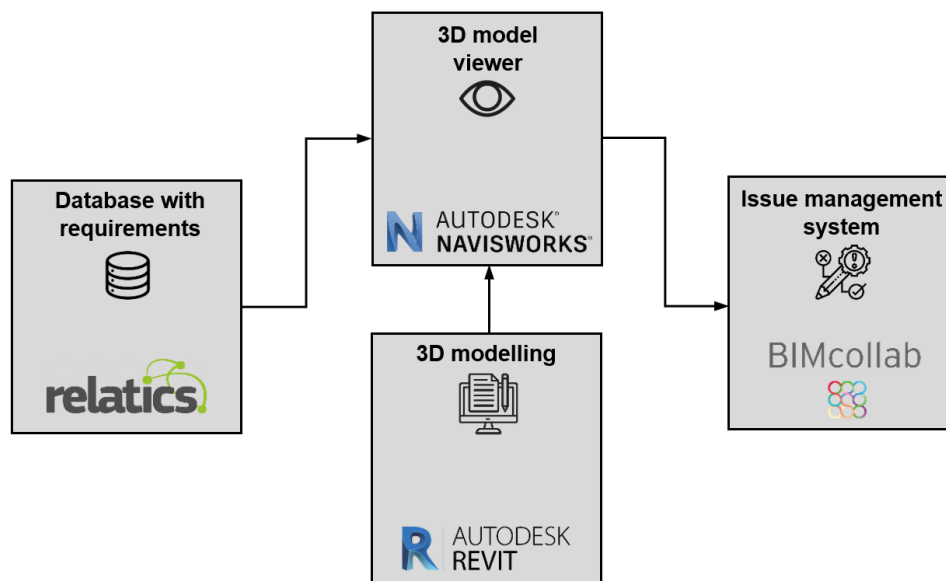 3D model
viewer
AUTODESK®
NAVISWORKS®
Database with
requirements
relatics
Issue management
system
BIMcollab
3D modelling
AUTODESK
REVIT